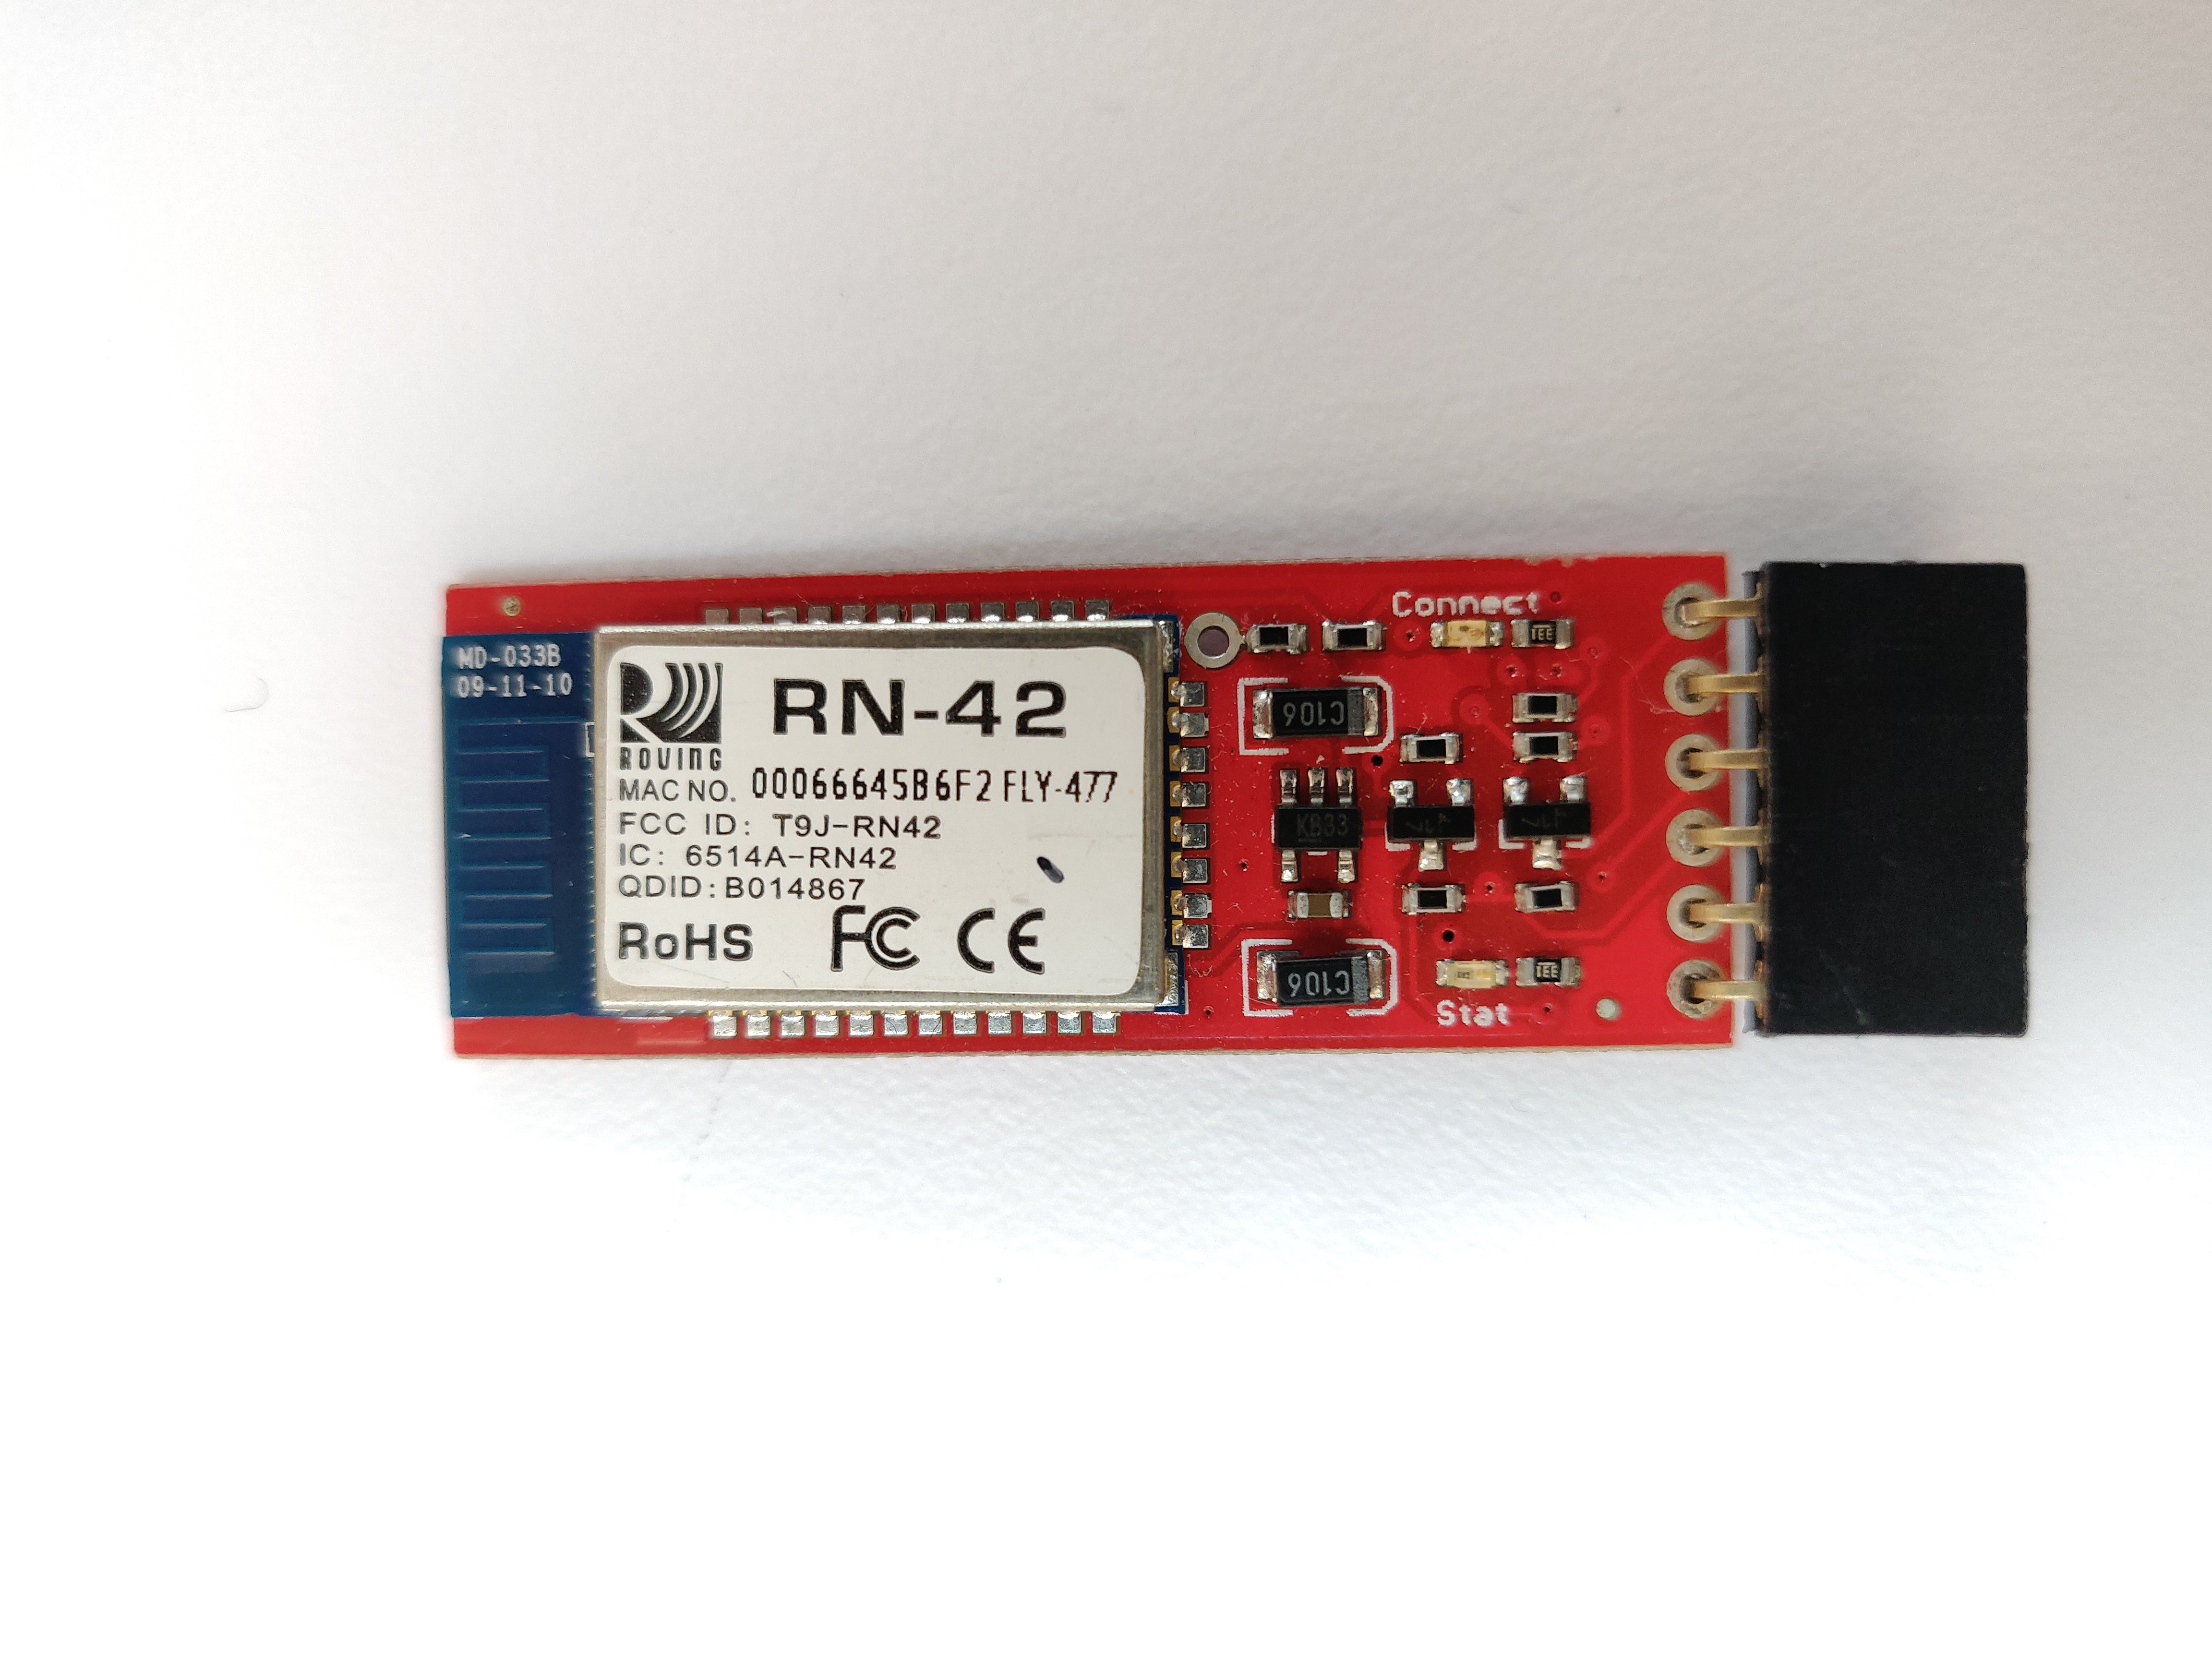 MD-033B
09-11-10
ROVING
RN-42
MAC NO. 00066645B6F2 FLY-477
FCC ID: T9J-RN42
IC: 6514A-RN42
QDID: B014867
RoHS FC CE
Connect
C106
KB33
C106
Stat